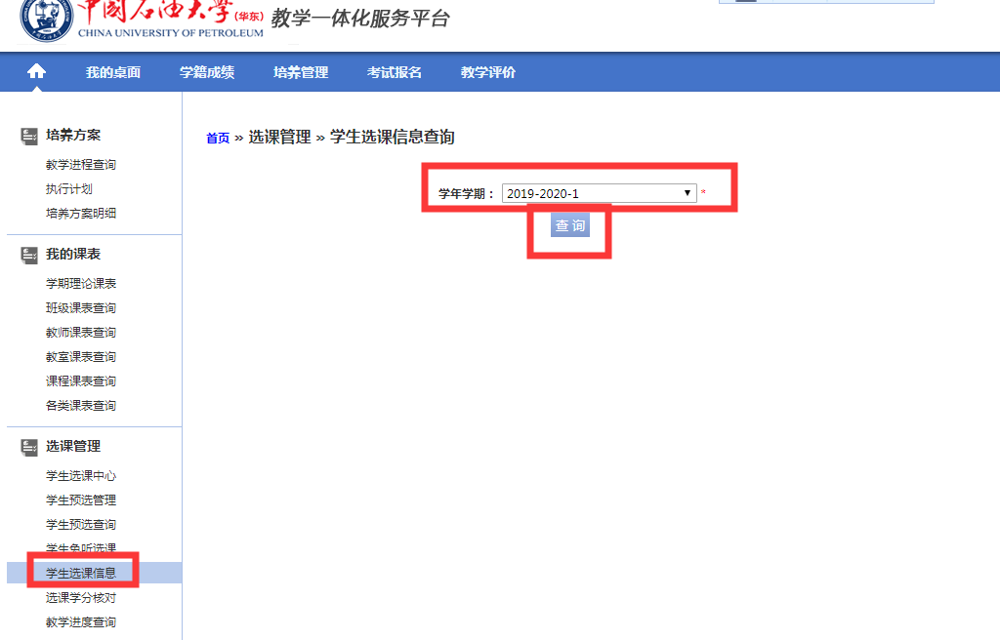 中国石油大学(华东) 教学一体化服务平台
CHINA UNIVERSITY OF PETROLEUM
我的桌面 学籍成绩 培养管理 考试报名 教学评价
培养方案
教学进程查询
执行计划
培养方案明细
我的课表
学期理论课表
班级课表查询
教师课表查询
教室课表查询
课程课表查询
各类课表查询
选课管理
学生选课中心
学生预选管理
学生预选查询
学生免听选课
学生选课信息
选课学分核对
教学进度查询
首页 » 选课管理 » 学生选课信息查询
学年学期： 2019-2020-1 *
查 询